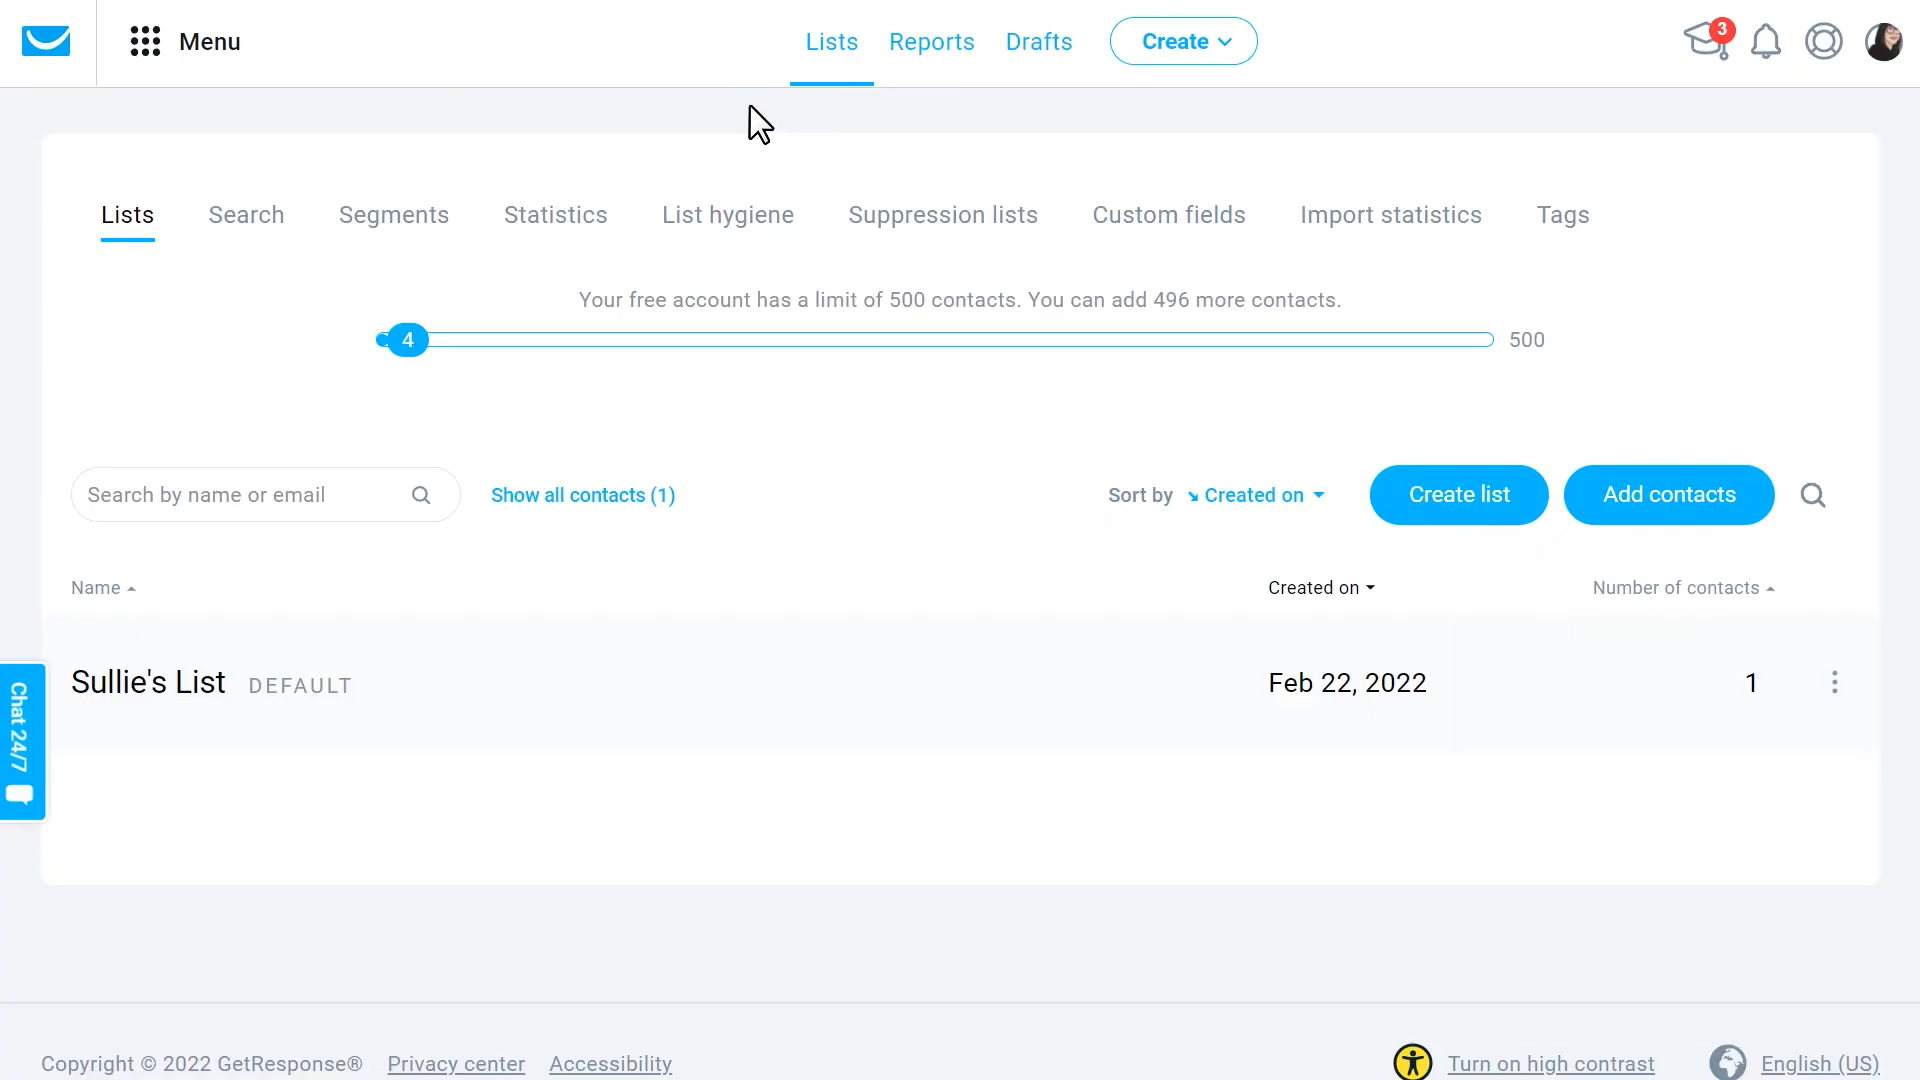 Menu
Lists
Reports
Drafts
Create
3
Lists
Search
Segments
Statistics
List hygiene
Suppression lists
Custom fields
Import statistics
Tags
Your free account has a limit of 500 contacts. You can add 496 more contacts.
4
500
Search by name or email
Show all contacts (1)
Sort by
Created on
Create list
Add contacts
Name
Created on
Number of contacts
Sullie's List DEFAULT
Feb 22, 2022
1
Chat 24/7
Copyright © 2022 GetResponse®
Privacy center
Accessibility
Turn on high contrast
English (US)